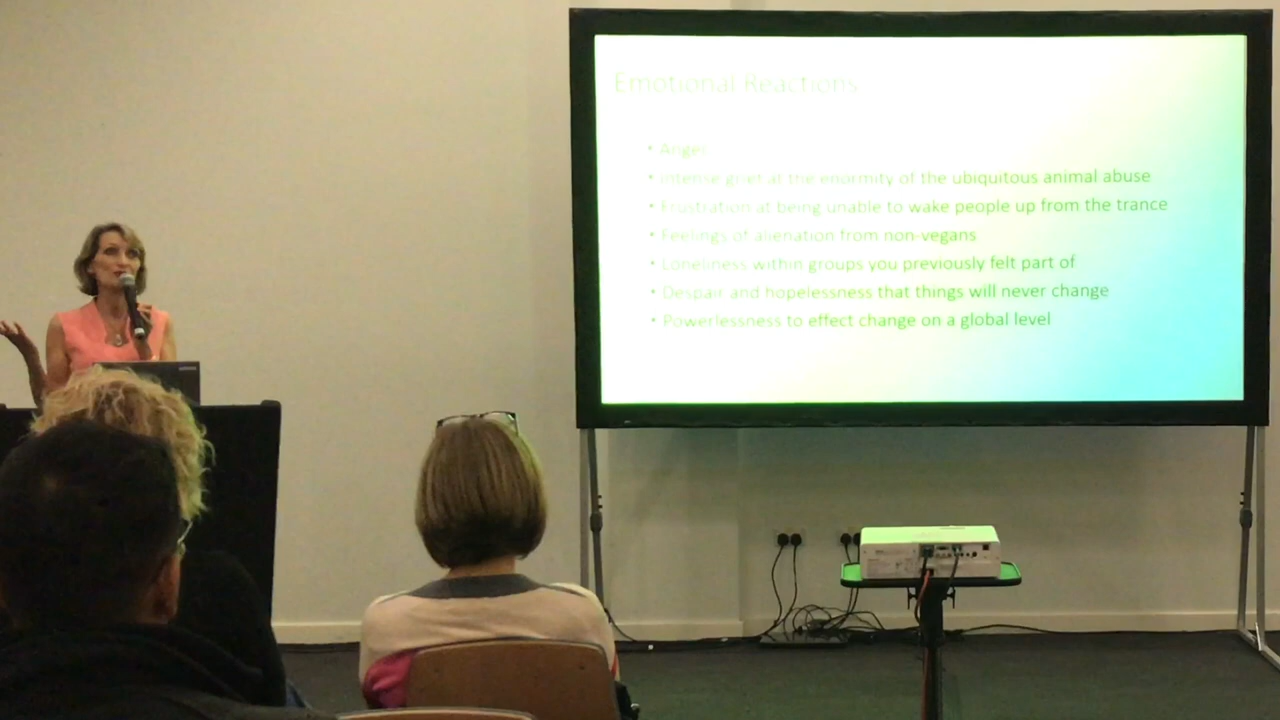 Emotional Reactions
• Anger
• Intense grief at the enormity of the ubiquitous animal abuse
• Frustration at being unable to wake people up from the trance
• Feelings of alienation from non-vegans
• Loneliness within groups you previously felt part of
• Despair and hopelessness that things will never change
• Powerlessness to effect change on a global level